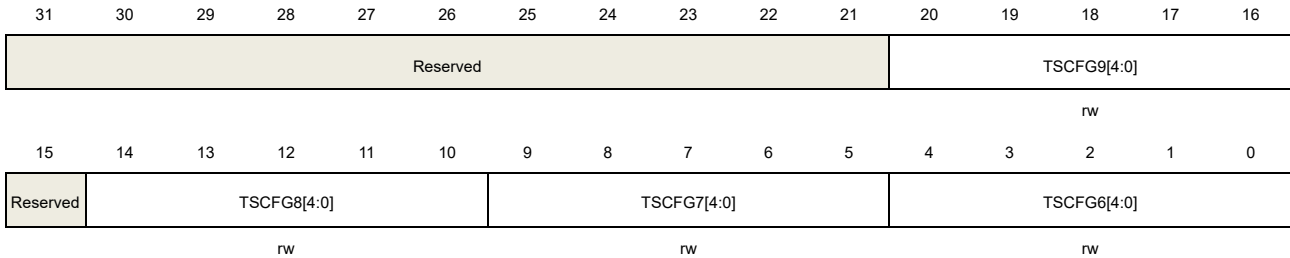 31 30 29 28 27 26 25 24 23 22 21 20 19 18 17 16
Reserved TSCFG9[4:0]
rw
15 14 13 12 11 10 9 8 7 6 5 4 3 2 1 0
Reserved TSCFG8[4:0] TSCFG7[4:0] TSCFG6[4:0]
rw rw rw